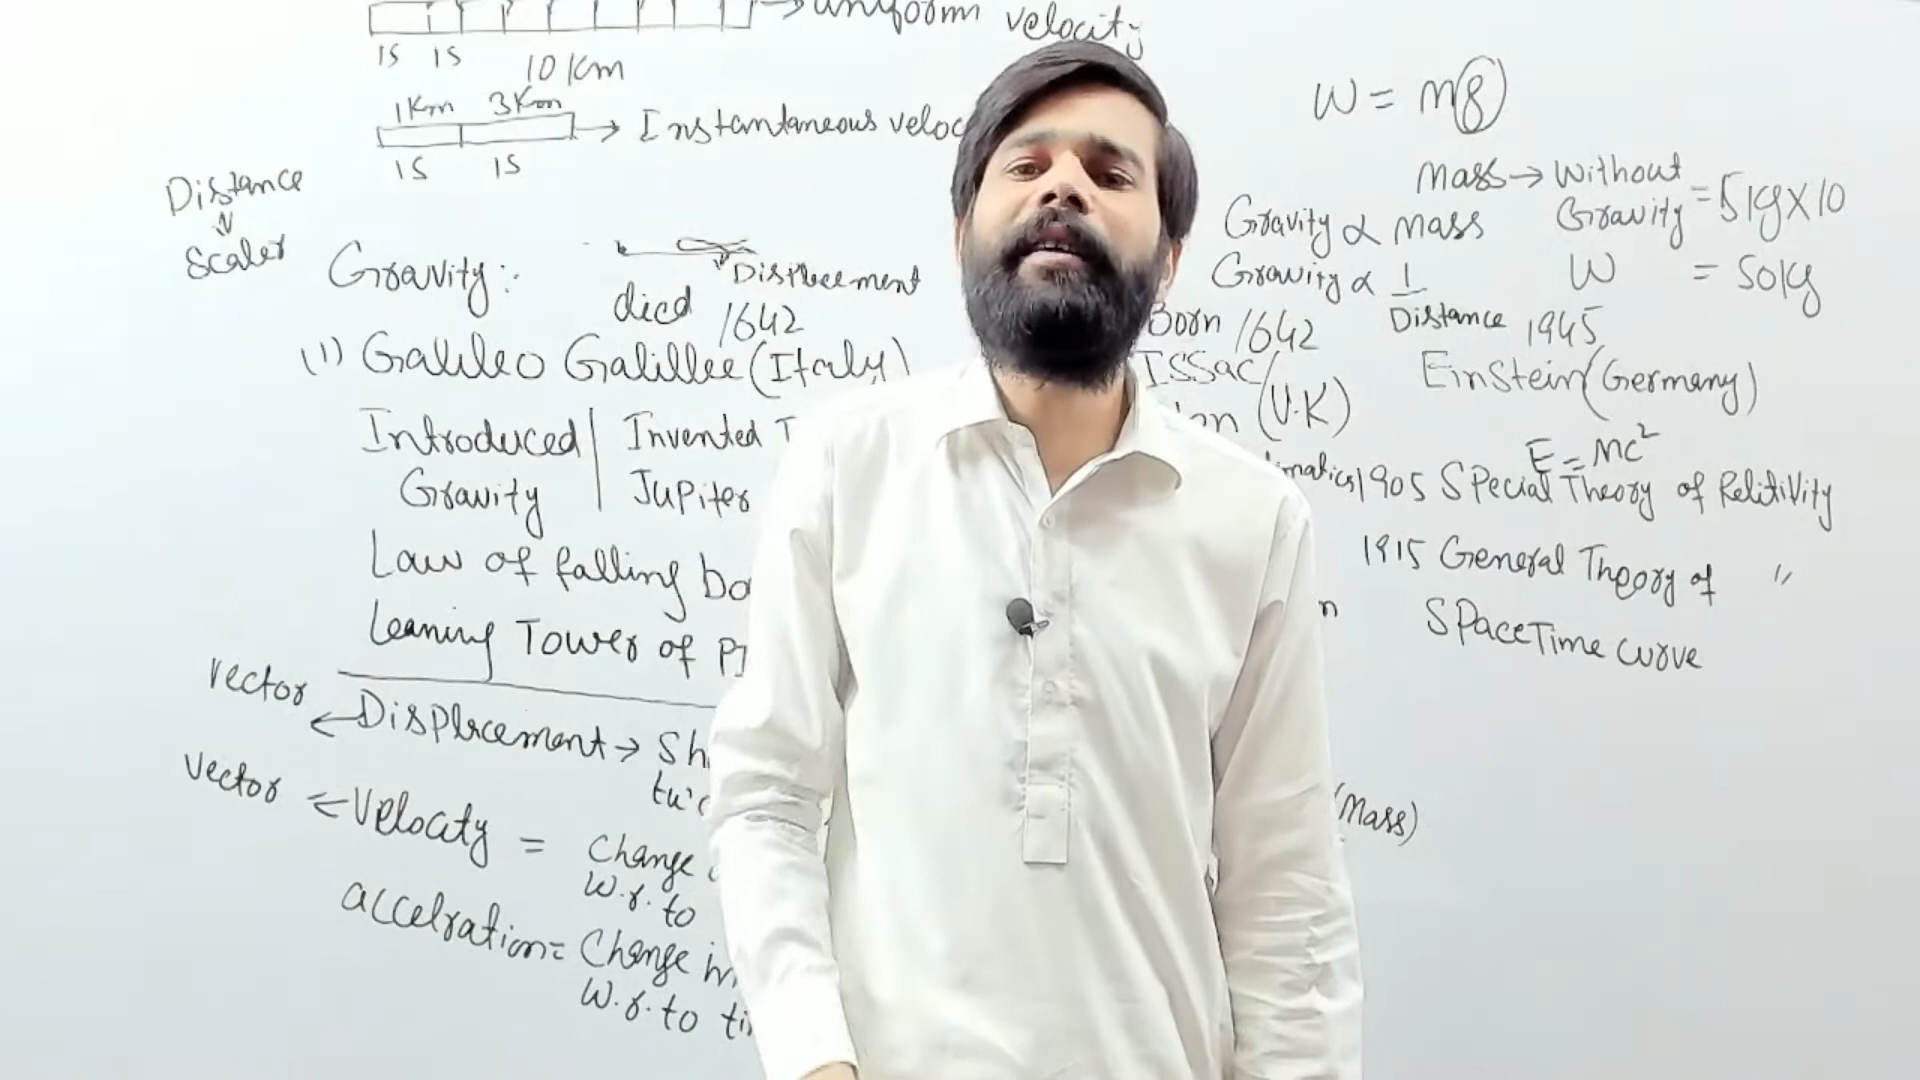 uniform velocity
1S 1S
10 Km
1Km 3Km
Instantaneous veloc
1S 1S
Distance
Scaler
Gravity:
Displecement
died 1642
(1) Galileo Galillee (Italy)
Introduced
Gravity
Invented T
Jupiter
Law of falling bo
Leaning Tower of PI
vector
Displacement → Sh
vector
Velocity =
Change
W.r.to
accelration = Change in
W.r.to ti
W = mg
Mass → Without
Gravity = 5kg×10
W = 50kg
Gravity ∝ mass
Gravity ∝ 1
Distance
Born 1642
ISSac
(U.K)
1945
Einstein (Germany)
E = mc²
1905 Special Theory of Relitivity
1915 General Theory of "
SPaceTime curve
(Mass)